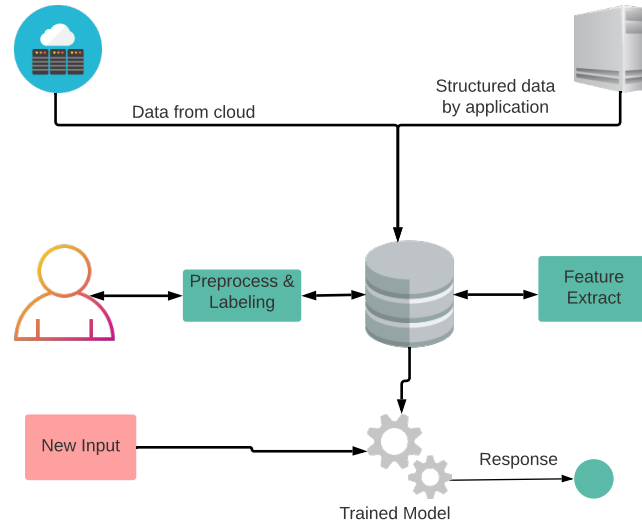 Data from cloud
Structured data
by application
Preprocess &
Labeling
Feature
Extract
New Input
Response
Trained Model